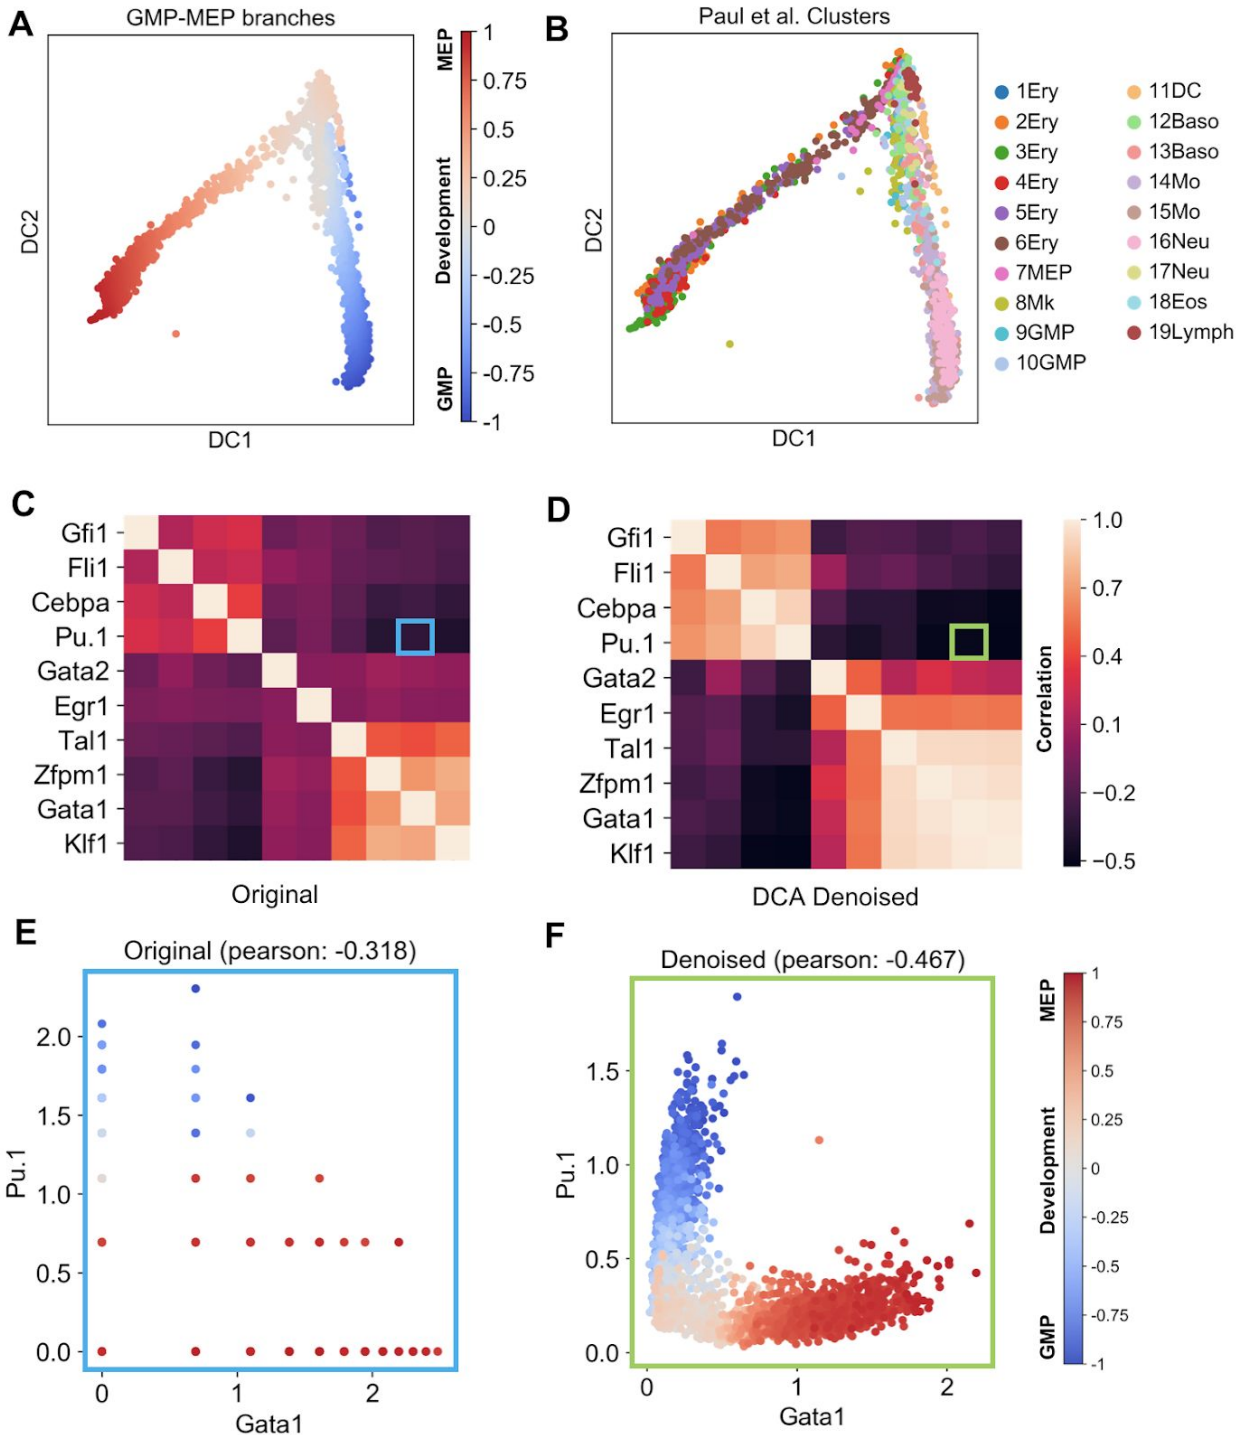 A
GMP-MEP branches
DC2
DC1
1
0.75
0.5
0.25
0
-0.25
-0.5
-0.75
-1
MEP
Development
GMP
B
Paul et al. Clusters
DC2
DC1
1Ery
2Ery
3Ery
4Ery
5Ery
6Ery
7MEP
8Mk
9GMP
10GMP
11DC
12Baso
13Baso
14Mo
15Mo
16Neu
17Neu
18Eos
19Lymph
C
Gfi1
Fli1
Cebpa
Pu.1
Gata2
Egr1
Tal1
Zfpm1
Gata1
Klf1
Original
D
Gfi1
Fli1
Cebpa
Pu.1
Gata2
Egr1
Tal1
Zfpm1
Gata1
Klf1
DCA Denoised
1.0
0.7
0.4
0.1
−0.2
−0.5
Correlation
E
Original (pearson: -0.318)
2.0
1.5
1.0
0.5
0.0
Pu.1
0 1 2
Gata1
F
Denoised (pearson: -0.467)
1.5
1.0
0.5
0.0
Pu.1
0 1 2
Gata1
1
0.75
0.5
0.25
0
-0.25
-0.5
-0.75
-1
MEP
Development
GMP